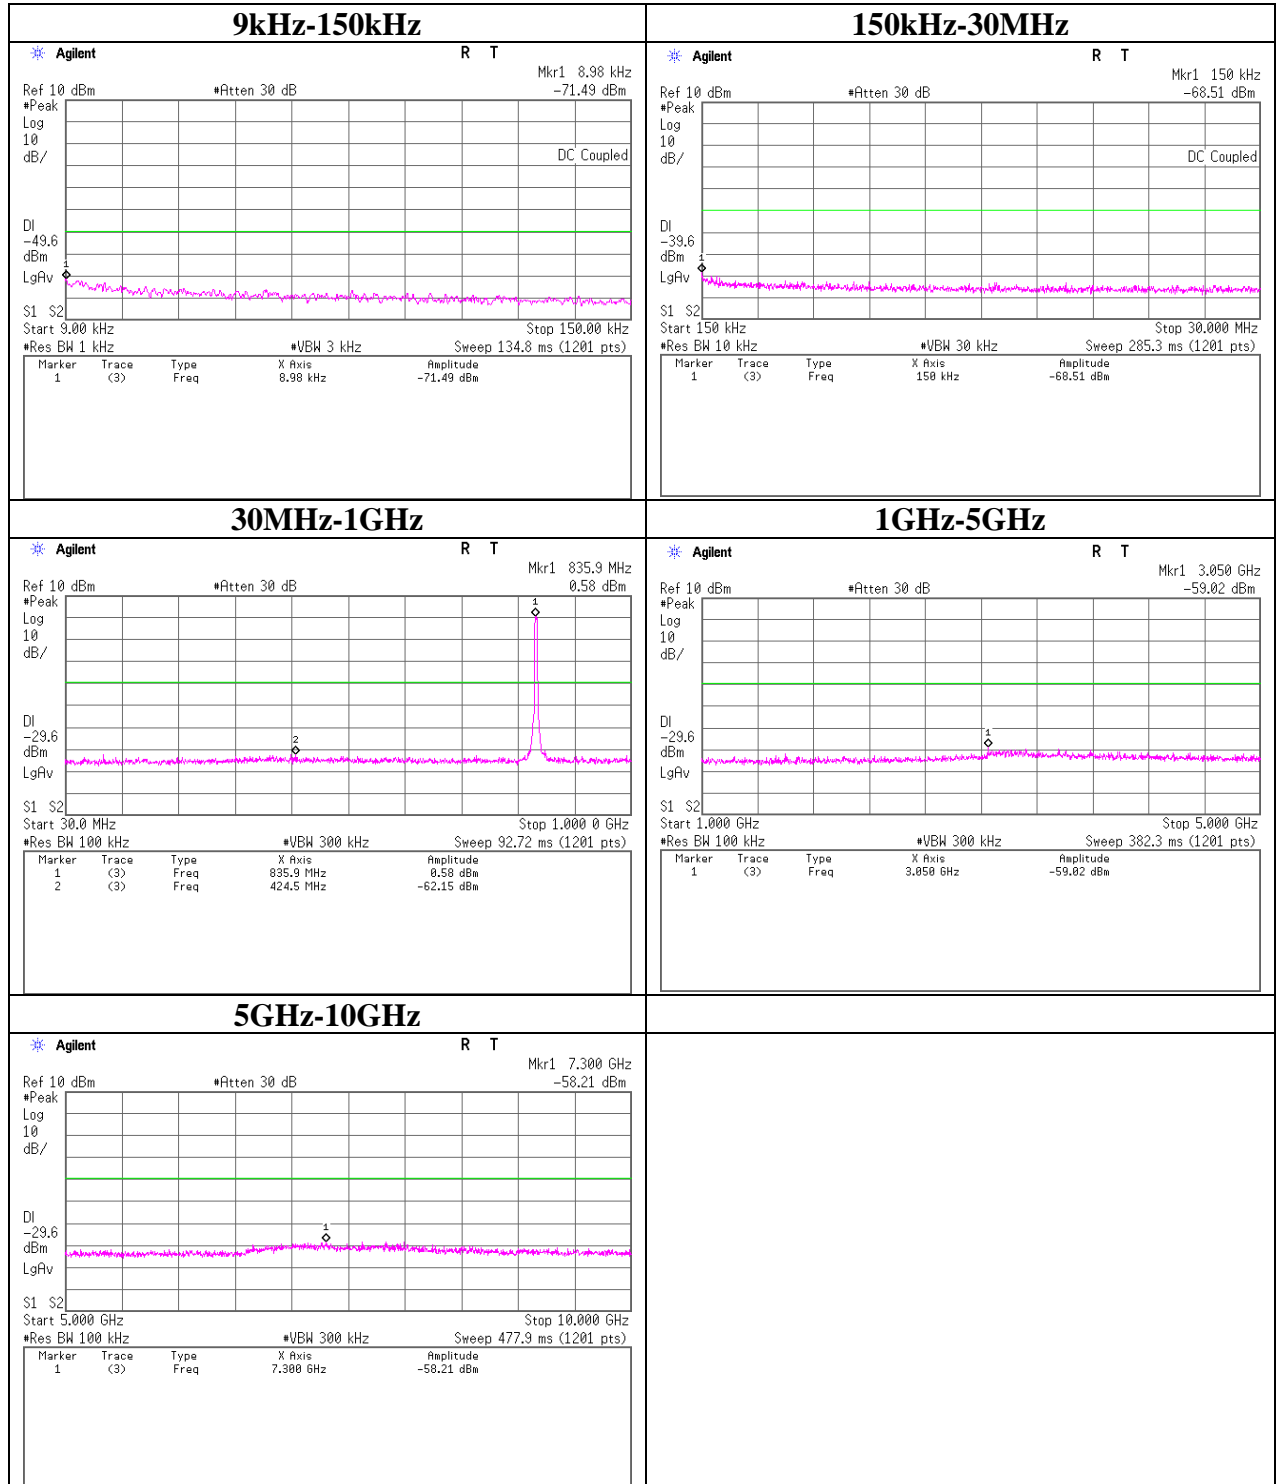 9kHz-150kHz
Agilent R T
Mkr1 8.98 kHz
Ref 10 dBm #Atten 30 dB -71.49 dBm
#Peak
Log
10
dB/
DC Coupled
DI
-49.6
dBm
LgAv
1
S1 S2
Start 9.00 kHz Stop 150.00 kHz
#Res BW 1 kHz #VBW 3 kHz Sweep 134.8 ms (1201 pts)
Marker Trace Type X Axis Amplitude
1 (3) Freq 8.98 kHz -71.49 dBm
150kHz-30MHz
Agilent R T
Mkr1 150 kHz
Ref 10 dBm #Atten 30 dB -68.51 dBm
#Peak
Log
10
dB/
DC Coupled
DI
-39.6
dBm
LgAv
1
S1 S2
Start 150 kHz Stop 30.000 MHz
#Res BW 10 kHz #VBW 30 kHz Sweep 285.3 ms (1201 pts)
Marker Trace Type X Axis Amplitude
1 (3) Freq 150 kHz -68.51 dBm
30MHz-1GHz
Agilent R T
Mkr1 835.9 MHz
Ref 10 dBm #Atten 30 dB 0.58 dBm
#Peak
Log
10
dB/
1
DI
-29.6
dBm
LgAv
2
S1 S2
Start 30.0 MHz Stop 1.000 0 GHz
#Res BW 100 kHz #VBW 300 kHz Sweep 92.72 ms (1201 pts)
Marker Trace Type X Axis Amplitude
1 (3) Freq 835.9 MHz 0.58 dBm
2 (3) Freq 424.5 MHz -62.15 dBm
1GHz-5GHz
Agilent R T
Mkr1 3.050 GHz
Ref 10 dBm #Atten 30 dB -59.02 dBm
#Peak
Log
10
dB/
DI
-29.6
dBm
LgAv
1
S1 S2
Start 1.000 GHz Stop 5.000 GHz
#Res BW 100 kHz #VBW 300 kHz Sweep 382.3 ms (1201 pts)
Marker Trace Type X Axis Amplitude
1 (3) Freq 3.050 GHz -59.02 dBm
5GHz-10GHz
Agilent R T
Mkr1 7.300 GHz
Ref 10 dBm #Atten 30 dB -58.21 dBm
#Peak
Log
10
dB/
DI
-29.6
dBm
LgAv
1
S1 S2
Start 5.000 GHz Stop 10.000 GHz
#Res BW 100 kHz #VBW 300 kHz Sweep 477.9 ms (1201 pts)
Marker Trace Type X Axis Amplitude
1 (3) Freq 7.300 GHz -58.21 dBm